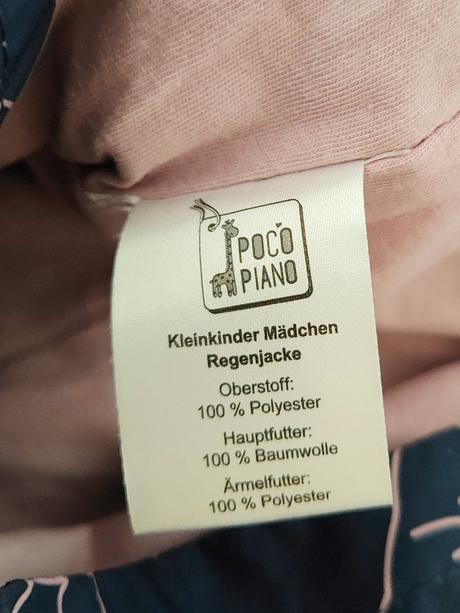 POCO
PIANO
Kleinkinder Mädchen
Regenjacke
Oberstoff:
100 % Polyester
Hauptfutter:
100 % Baumwolle
Ärmelfutter:
100 % Polyester